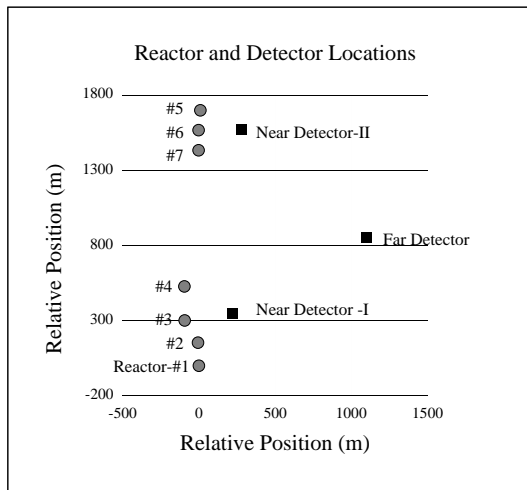 Reactor and Detector Locations
1800
#5
#6
Near Detector-II
#7
1300
Relative Position (m)
800
Far Detector
#4
Near Detector -I
300
#3
#2
Reactor-#1
-200
-500
0
500
1000
1500
Relative Position (m)